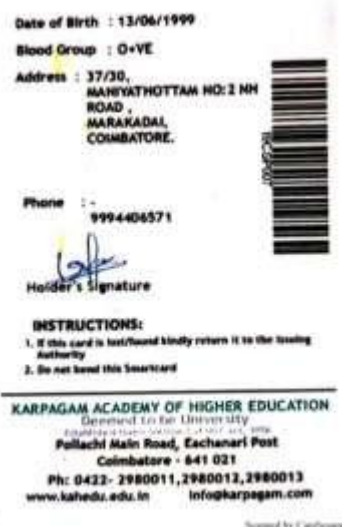 Date of Birth : 13/06/1999
Blood Group : O+VE
Address : 37/30,
MANIYATHOTTAM NO: 2 NH
ROAD ,
MARAKADAI,
COIMBATORE.
Phone : -
9994406571
Holder's Signature
INSTRUCTIONS:
1. If this card is lost/found kindly return it to the Issuing
Authority
2. Do not bend this Smartcard
KARPAGAM ACADEMY OF HIGHER EDUCATION
Deemed to be University
Pollachi Main Road, Eachanari Post
Coimbatore - 641 021
Ph: 0422- 2980011,2980012,2980013
www.kahedu.edu.in info@karpagam.com
Scanned by CamScanner